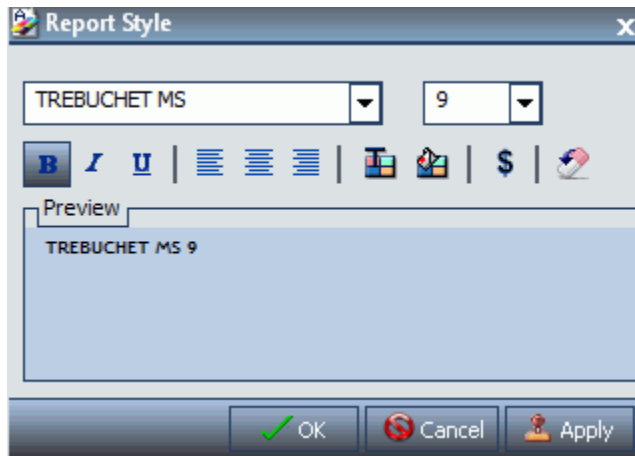 Report Style
x
TREBUCHET MS 9
B I U $
Preview
TREBUCHET MS 9
OK Cancel Apply